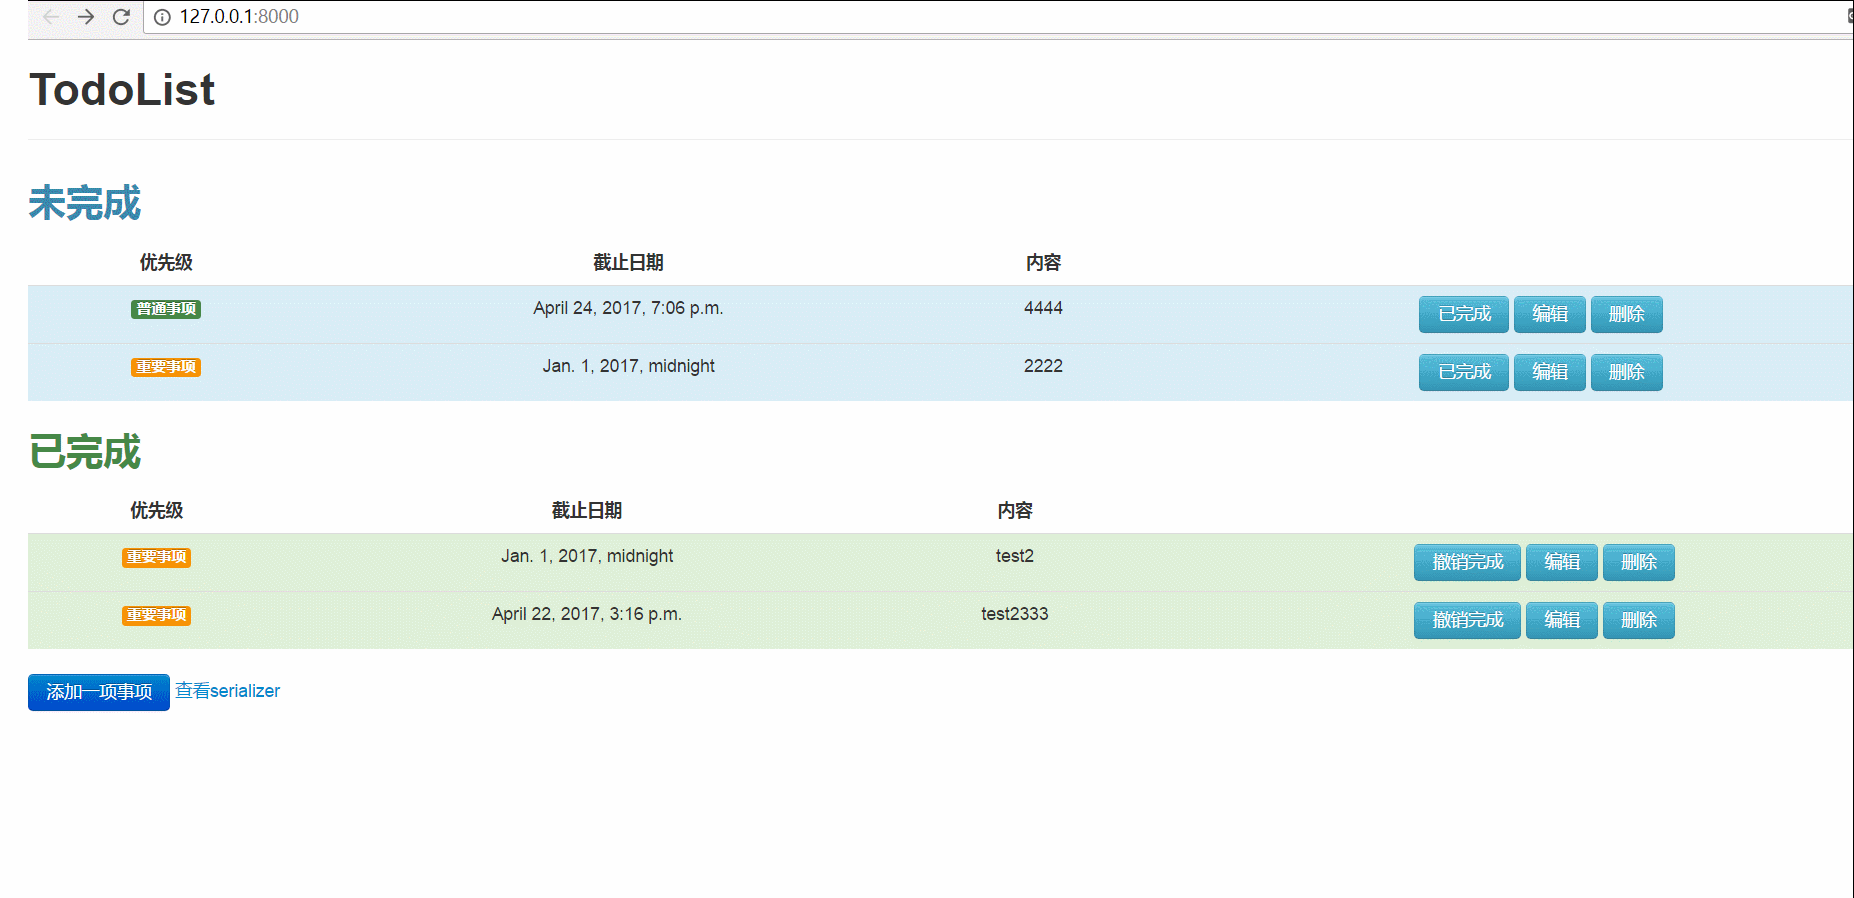 127.0.0.1:8000
TodoList
未完成
优先级 截止日期 内容
普通事项 April 24, 2017, 7:06 p.m. 4444 已完成 编辑 删除
重要事项 Jan. 1, 2017, midnight 2222 已完成 编辑 删除
已完成
优先级 截止日期 内容
重要事项 Jan. 1, 2017, midnight test2 撤销完成 编辑 删除
重要事项 April 22, 2017, 3:16 p.m. test2333 撤销完成 编辑 删除
添加一项事项 查看serializer